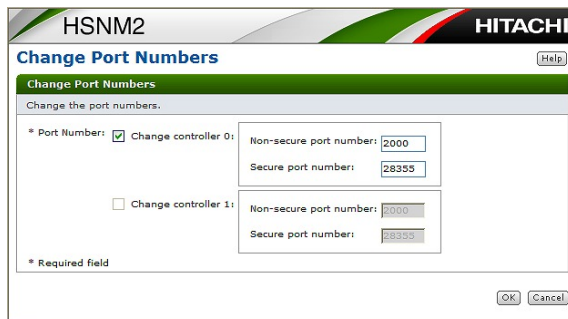 HSNM2 HITACHI
Change Port Numbers Help
Change Port Numbers
Change the port numbers.
* Port Number: Change controller 0: Non-secure port number: 2000
Secure port number: 28355
Change controller 1: Non-secure port number: 2000
Secure port number: 28355
* Required field
OK Cancel